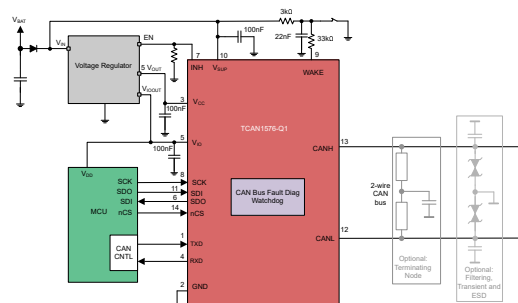 VBAT
VIN
EN
Voltage Regulator
5 VOUT
VIOOUT
100nF
3kΩ
22nF
33kΩ
7
10
9
INH
VSUP
WAKE
3
VCC
100nF
TCAN1576-Q1
5
VIO
100nF
CANH
13
VDD
MCU
SCK
8
SCK
SDO
11
SDI
SDI
6
SDO
nCS
14
nCS
CAN Bus Fault Diag
Watchdog
2-wire
CAN
bus
CAN
CNTL
1
TXD
4
RXD
CANL
12
2
GND
Optional:
Terminating
Node
Optional:
Filtering,
Transient and
ESD